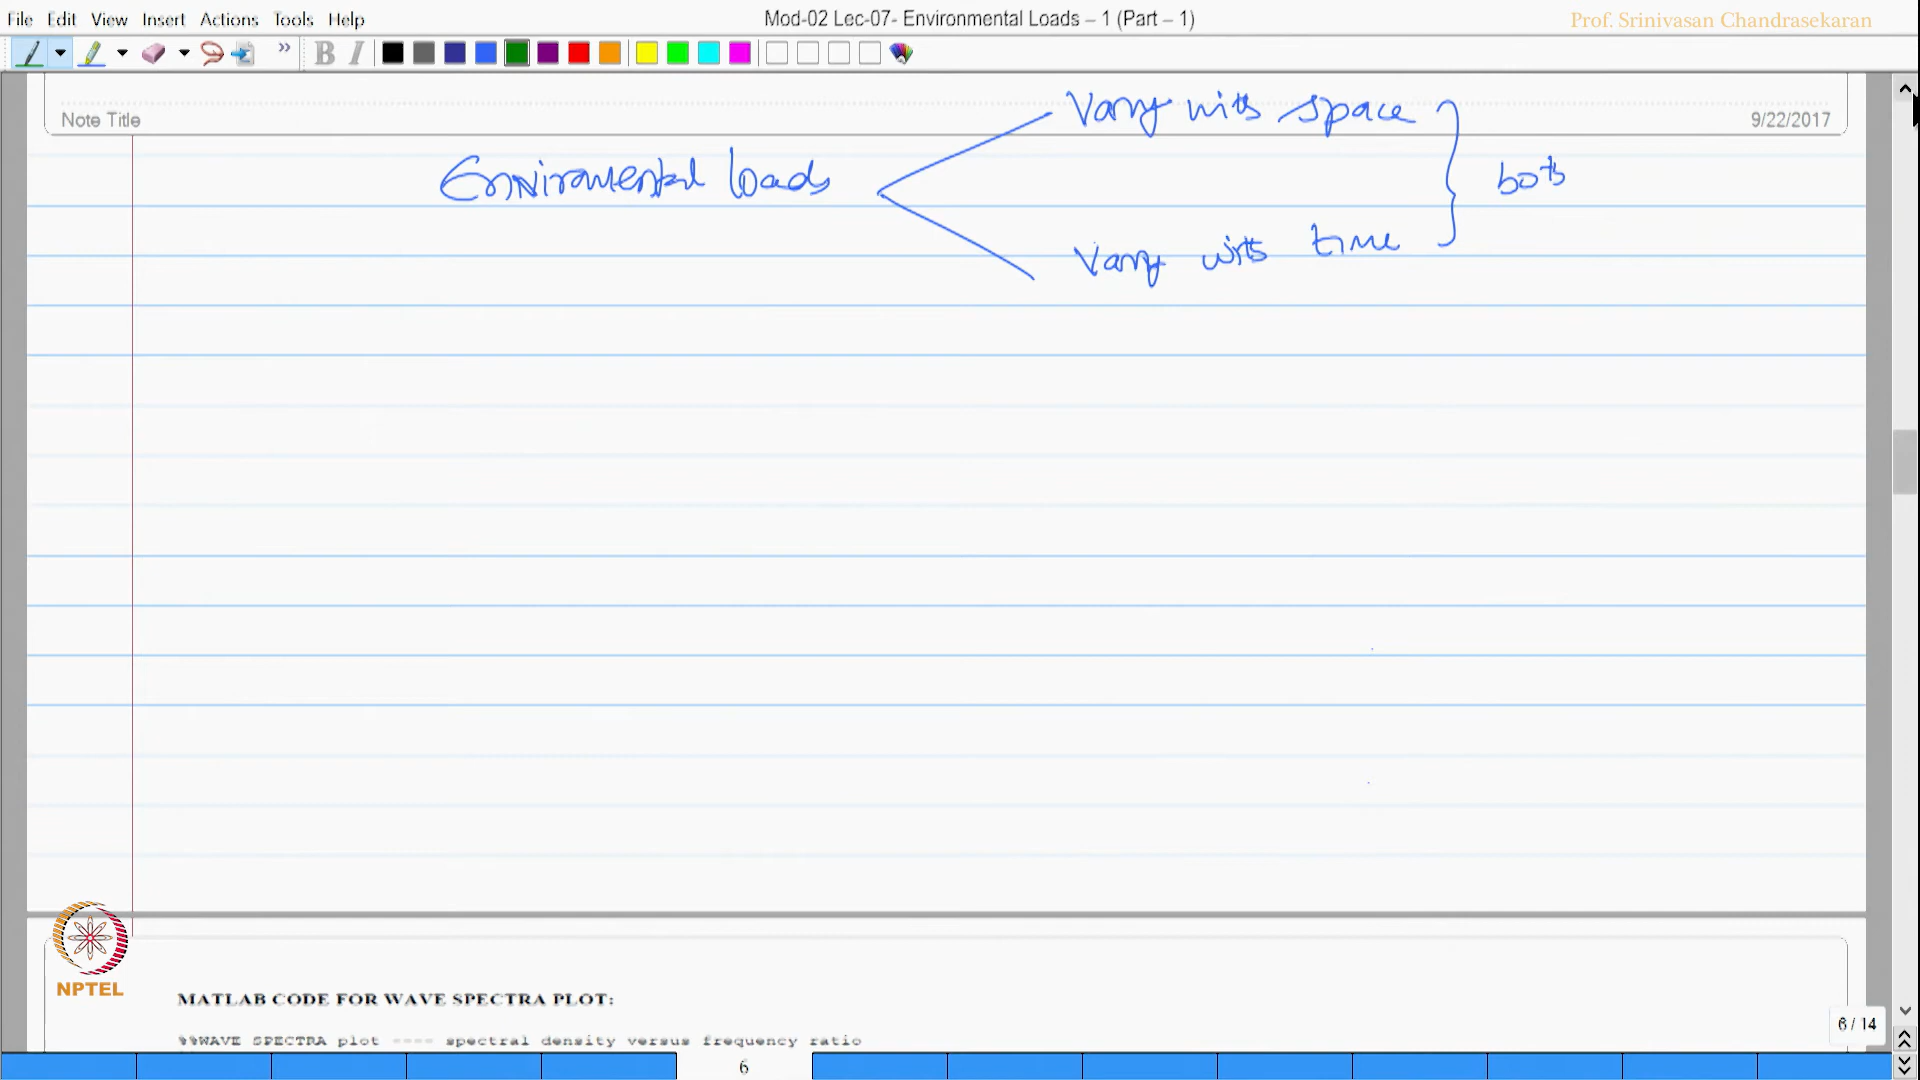 File Edit View Insert Actions Tools Help
Mod-02 Lec-07- Environmental Loads – 1 (Part – 1)
Prof. Srinivasan Chandrasekaran
B I
Note Title
9/22/2017
Vary with space
Environmental loads
both
Vary with time
NPTEL
MATLAB CODE FOR WAVE SPECTRA PLOT:
%%WAVE SPECTRA plot ---- spectral density versus frequency ratio
6 / 14
6